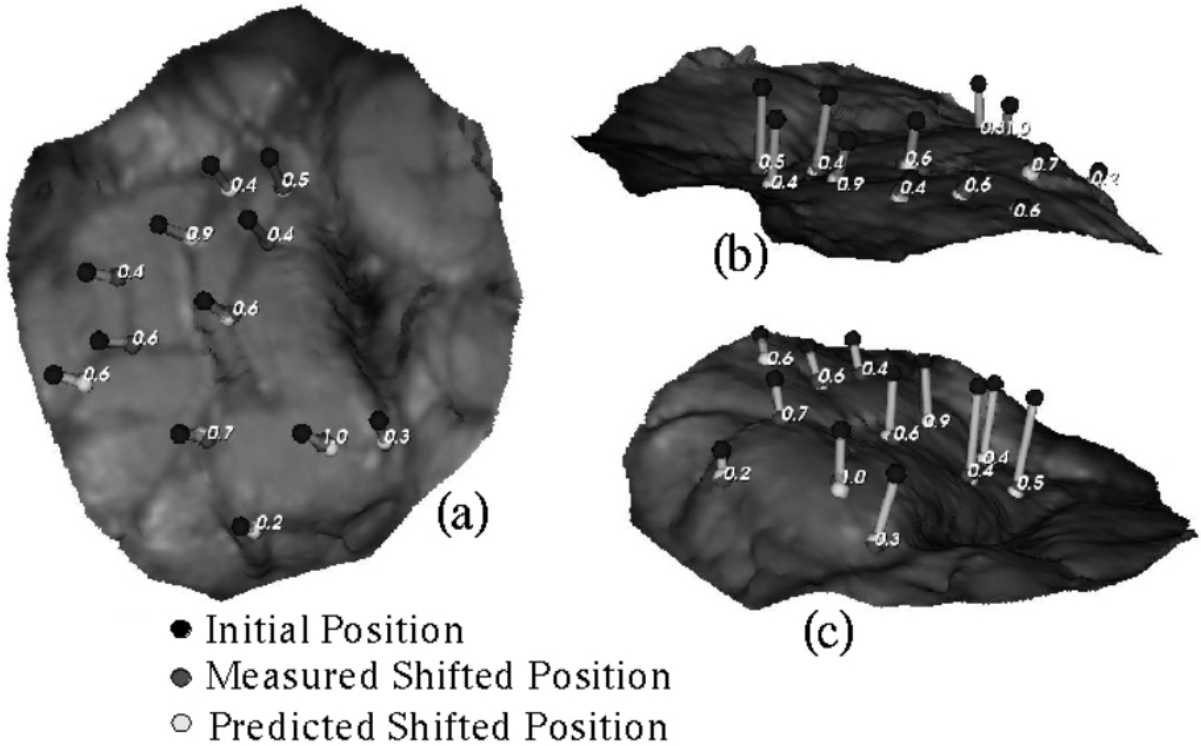 0.4 0.5
0.9 0.4
0.4
0.6
0.6
0.6
0.7 1.0 0.3
0.2
(a)
0.5 0.4 0.6 0.7
0.4 0.9 0.4 0.6
0.6
(b)
0.6 0.6 0.4
0.7 0.6 0.9
0.2 1.0 0.4 0.4 0.5
0.3
(c)
Initial Position
Measured Shifted Position
Predicted Shifted Position